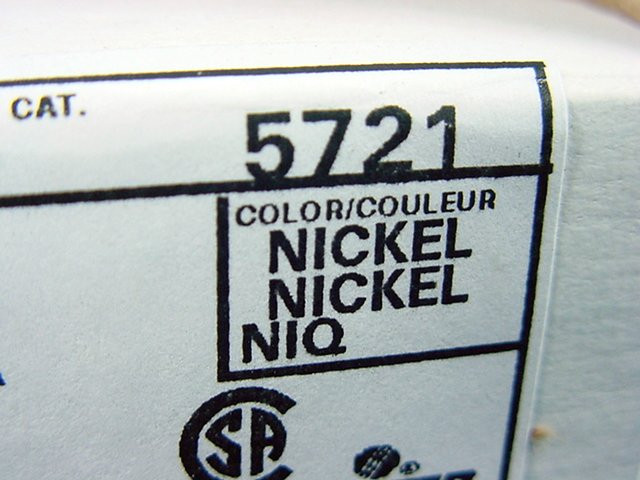 CAT. 5721
COLOR/COULEUR
NICKEL
NICKEL
NIQ
SA